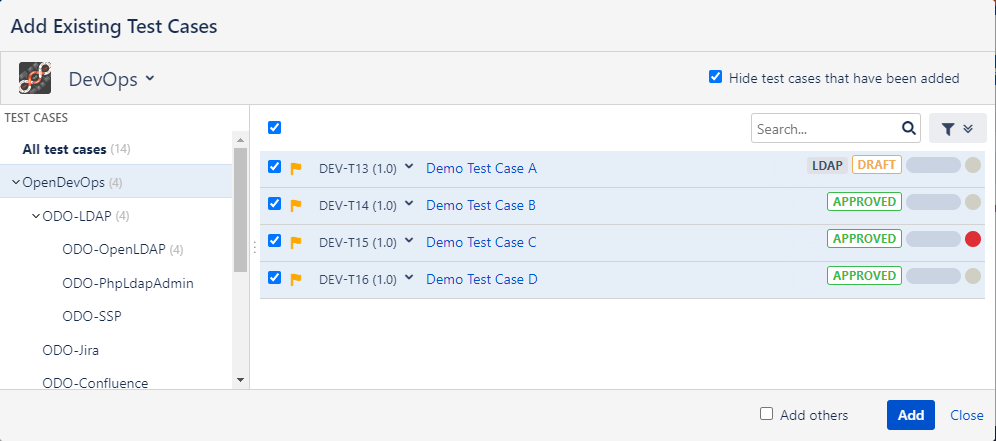 Add Existing Test Cases
DevOps
Hide test cases that have been added
TEST CASES
All test cases (14)
OpenDevOps (4)
ODO-LDAP (4)
ODO-OpenLDAP (4)
ODO-PhpLdapAdmin
ODO-SSP
ODO-Jira
ODO-Confluence
Search...
DEV-T13 (1.0) Demo Test Case A LDAP DRAFT
DEV-T14 (1.0) Demo Test Case B APPROVED
DEV-T15 (1.0) Demo Test Case C APPROVED
DEV-T16 (1.0) Demo Test Case D APPROVED
Add others Add Close